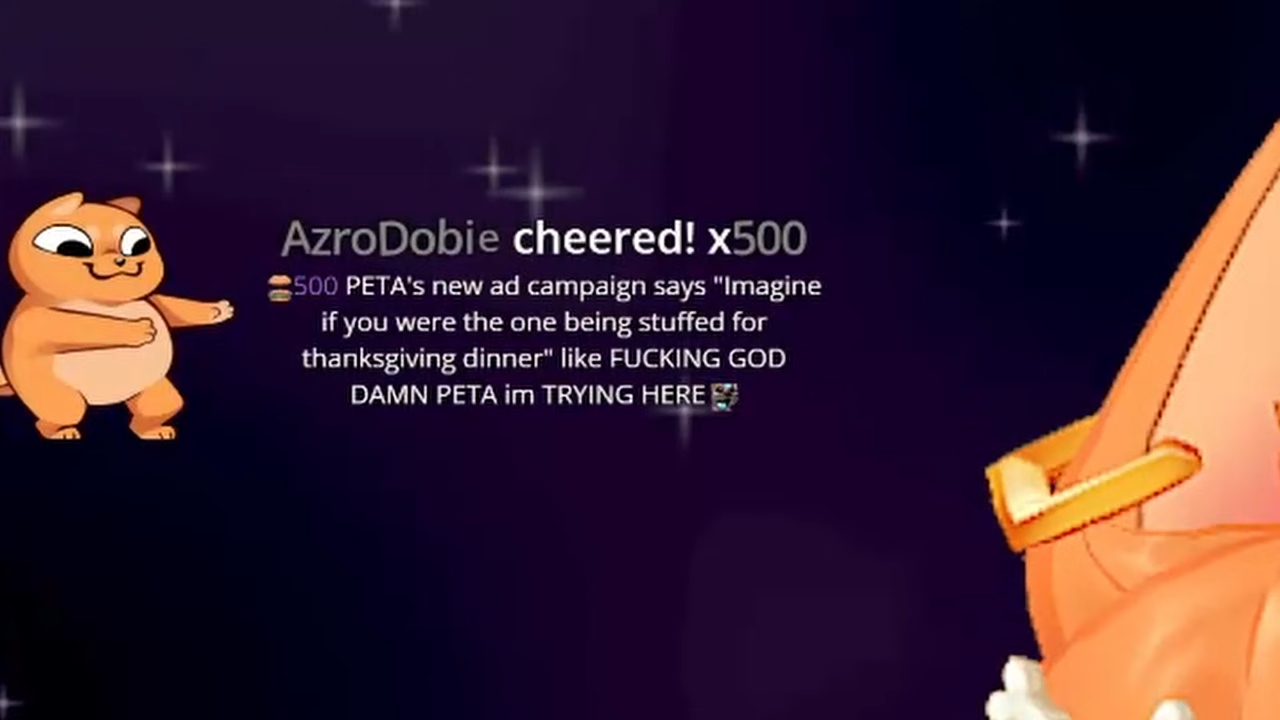 AzroDobie cheered! x500
500 PETA's new ad campaign says "Imagine
if you were the one being stuffed for
thanksgiving dinner" like FUCKING GOD
DAMN PETA im TRYING HERE